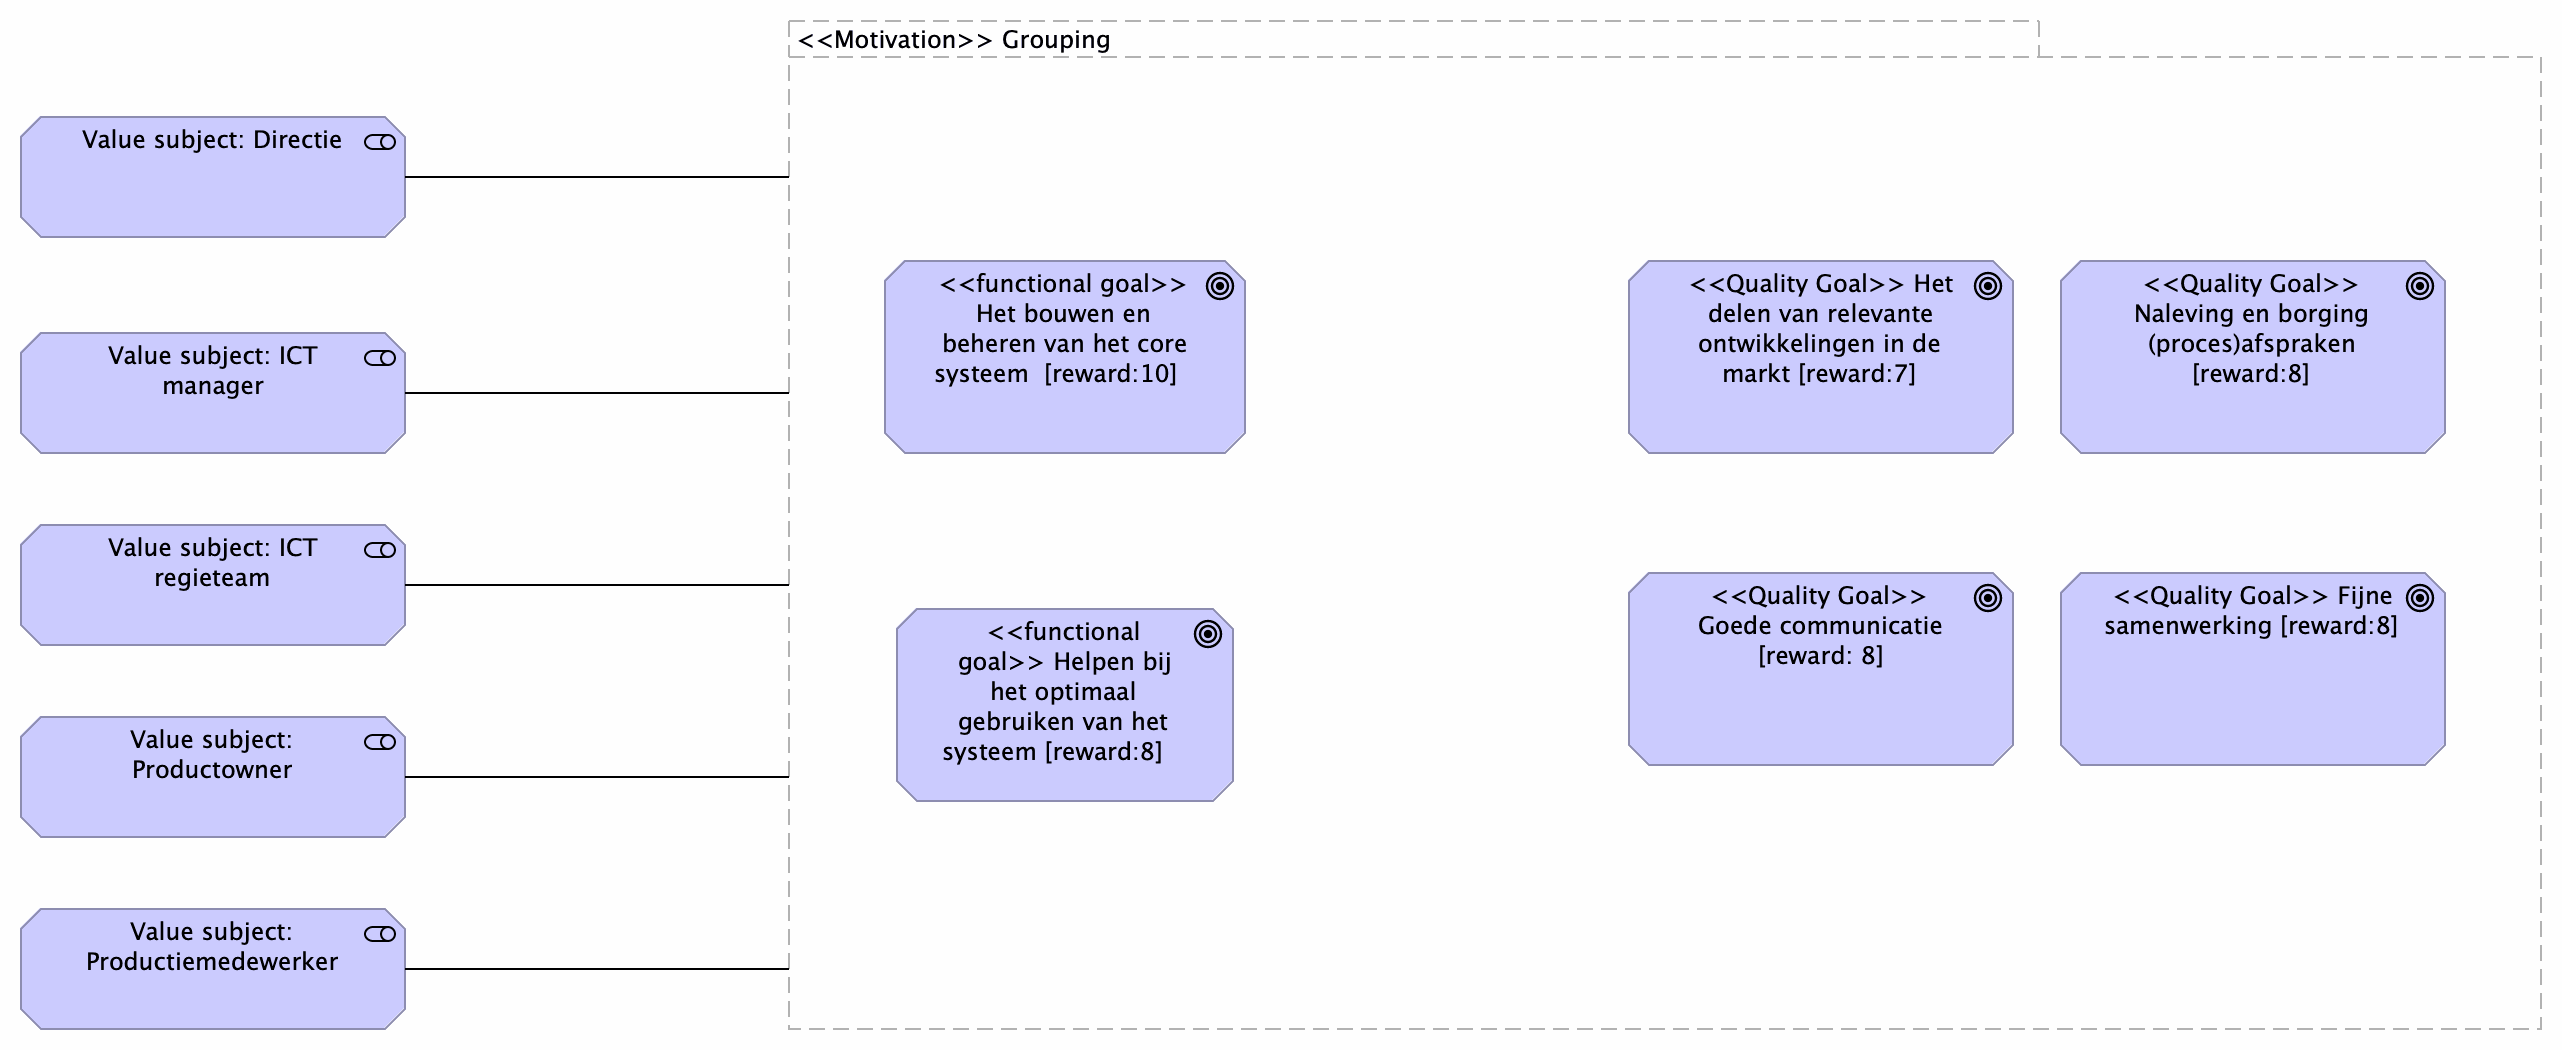 <<Motivation>> Grouping
Value subject: Directie
Value subject: ICT
manager
Value subject: ICT
regieteam
Value subject:
Productowner
Value subject:
Productiemedewerker
<<functional goal>>
Het bouwen en
beheren van het core
systeem [reward:10]
<<functional
goal>> Helpen bij
het optimaal
gebruiken van het
systeem [reward:8]
<<Quality Goal>> Het
delen van relevante
ontwikkelingen in de
markt [reward:7]
<<Quality Goal>>
Naleving en borging
(proces)afspraken
[reward:8]
<<Quality Goal>>
Goede communicatie
[reward: 8]
<<Quality Goal>> Fijne
samenwerking [reward:8]